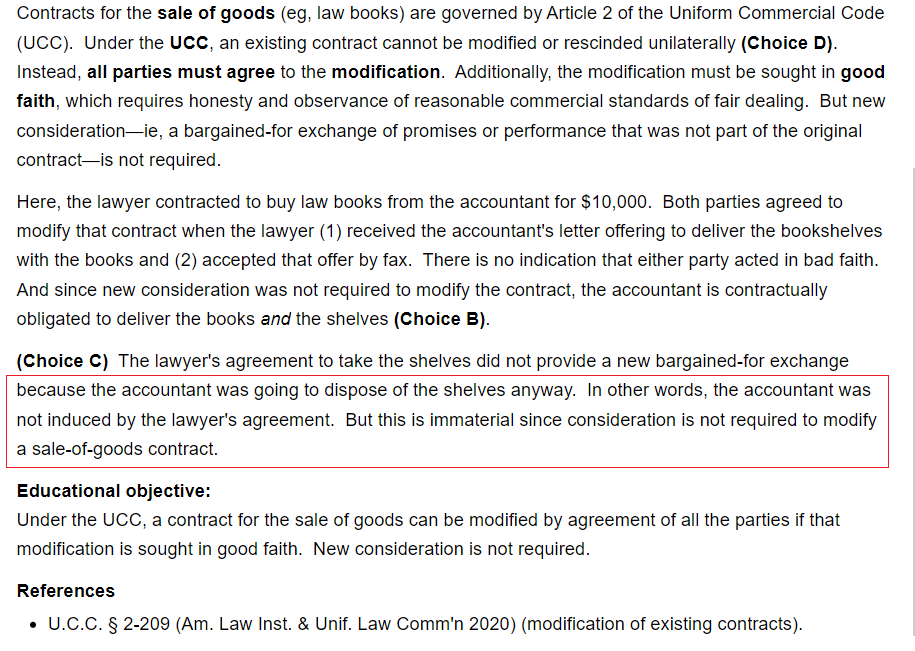 Contracts for the sale of goods (eg, law books) are governed by Article 2 of the Uniform Commercial Code
(UCC).  Under the UCC, an existing contract cannot be modified or rescinded unilaterally (Choice D).
Instead, all parties must agree to the modification.  Additionally, the modification must be sought in good
faith, which requires honesty and observance of reasonable commercial standards of fair dealing.  But new
consideration—ie, a bargained-for exchange of promises or performance that was not part of the original
contract—is not required.
Here, the lawyer contracted to buy law books from the accountant for $10,000.  Both parties agreed to
modify that contract when the lawyer (1) received the accountant's letter offering to deliver the bookshelves
with the books and (2) accepted that offer by fax.  There is no indication that either party acted in bad faith.
And since new consideration was not required to modify the contract, the accountant is contractually
obligated to deliver the books and the shelves (Choice B).
(Choice C)  The lawyer's agreement to take the shelves did not provide a new bargained-for exchange
because the accountant was going to dispose of the shelves anyway.  In other words, the accountant was
not induced by the lawyer's agreement.  But this is immaterial since consideration is not required to modify
a sale-of-goods contract.
Educational objective:
Under the UCC, a contract for the sale of goods can be modified by agreement of all the parties if that
modification is sought in good faith.  New consideration is not required.
References
• U.C.C. § 2-209 (Am. Law Inst. & Unif. Law Comm'n 2020) (modification of existing contracts).